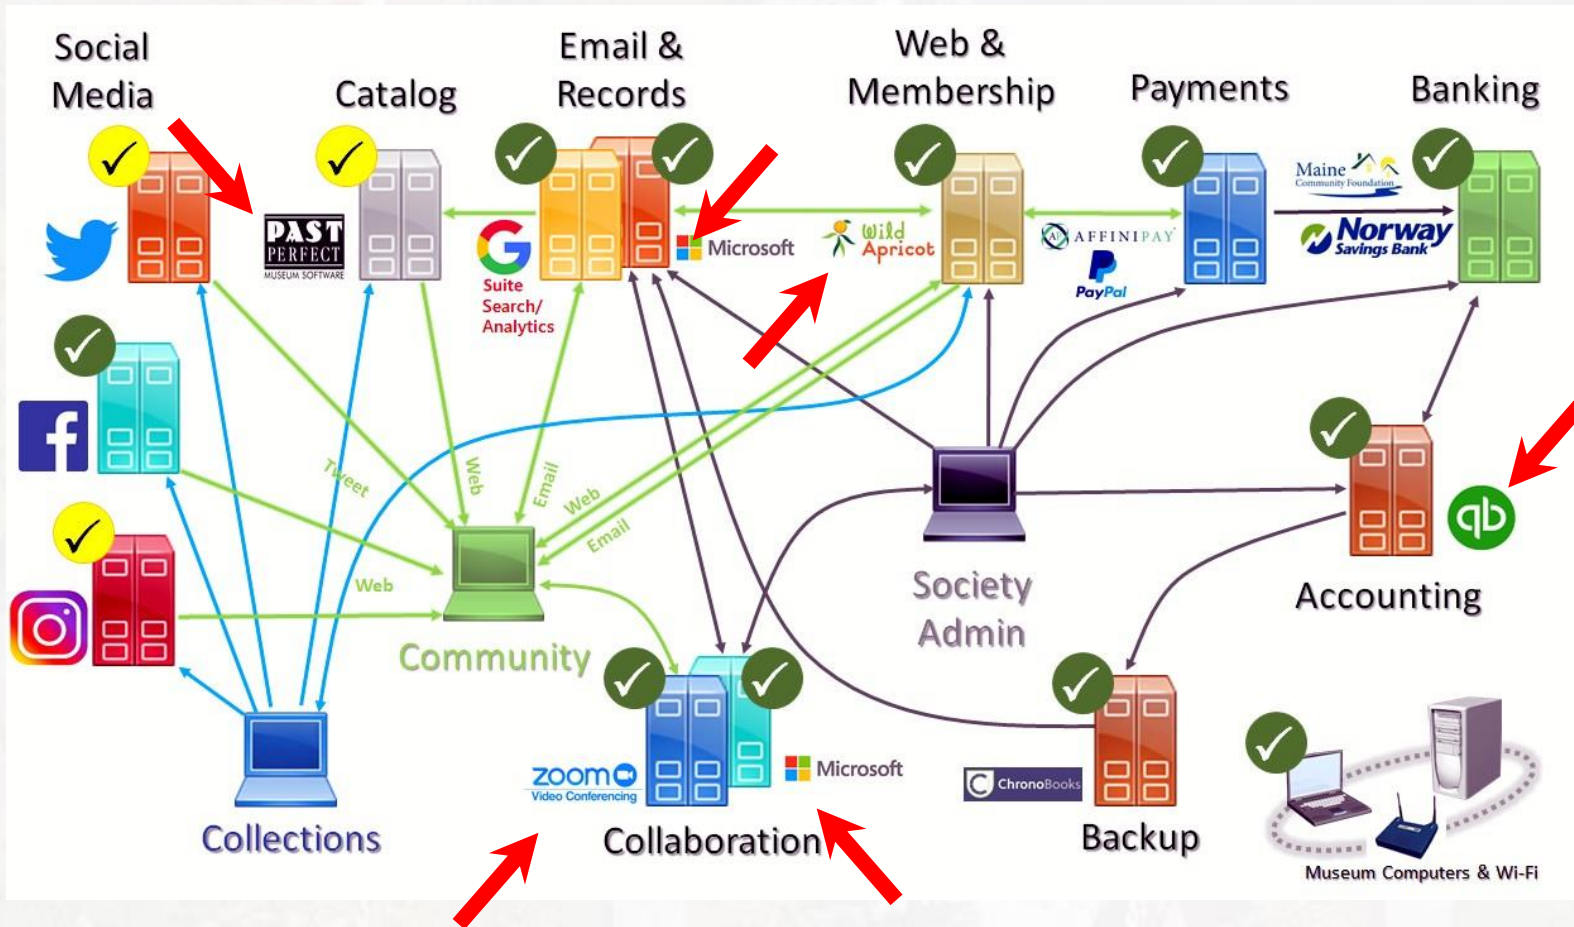 Social
Media
Catalog
Email &
Records
Web &
Membership
Payments
Banking
PAST
PERFECT
MUSEUM SOFTWARE
G
Suite
Search/
Analytics
Microsoft
Wild
Apricot
AFFINIPAY
PayPal
Maine
Community Foundation
Norway
Savings Bank
Tweet
Web
Email
Web
Email
Web
Community
Society
Admin
qb
Accounting
Collections
zoom
Video Conferencing
Microsoft
Collaboration
C ChronoBooks
Backup
Museum Computers & Wi-Fi